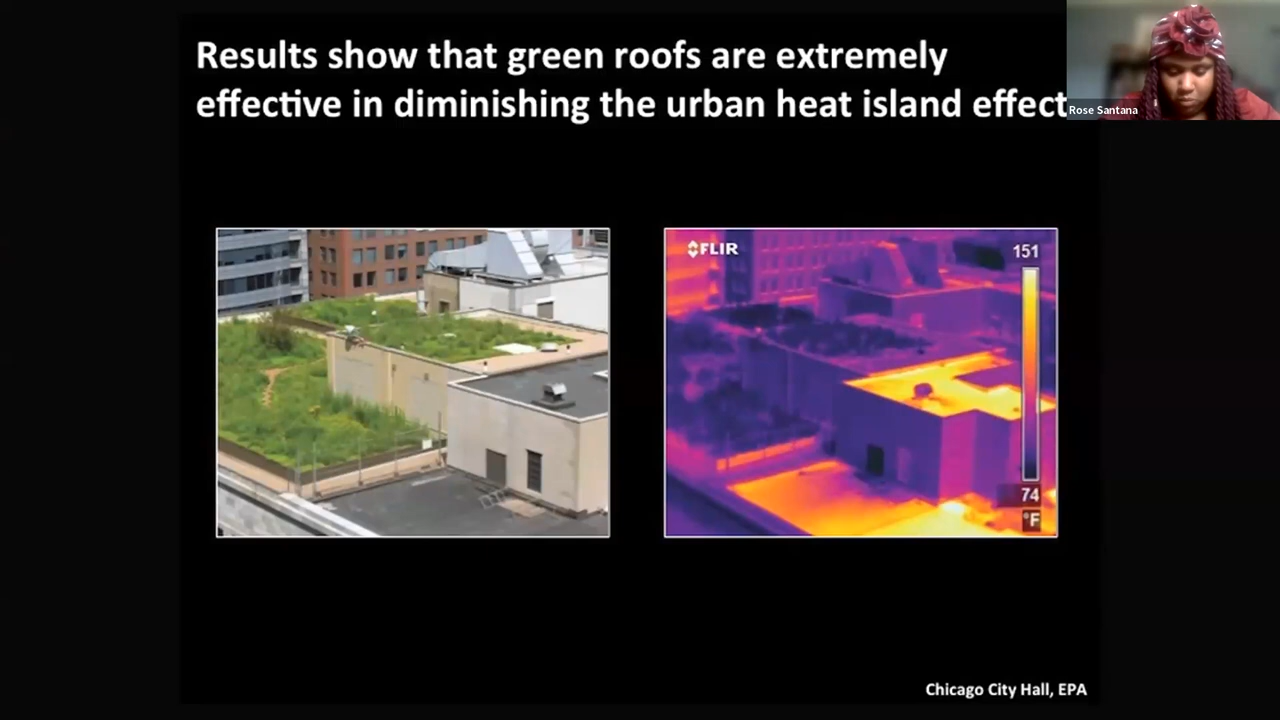 Results show that green roofs are extremely
effective in diminishing the urban heat island effect
Rose Santana
FLIR
151
74
°F
Chicago City Hall, EPA